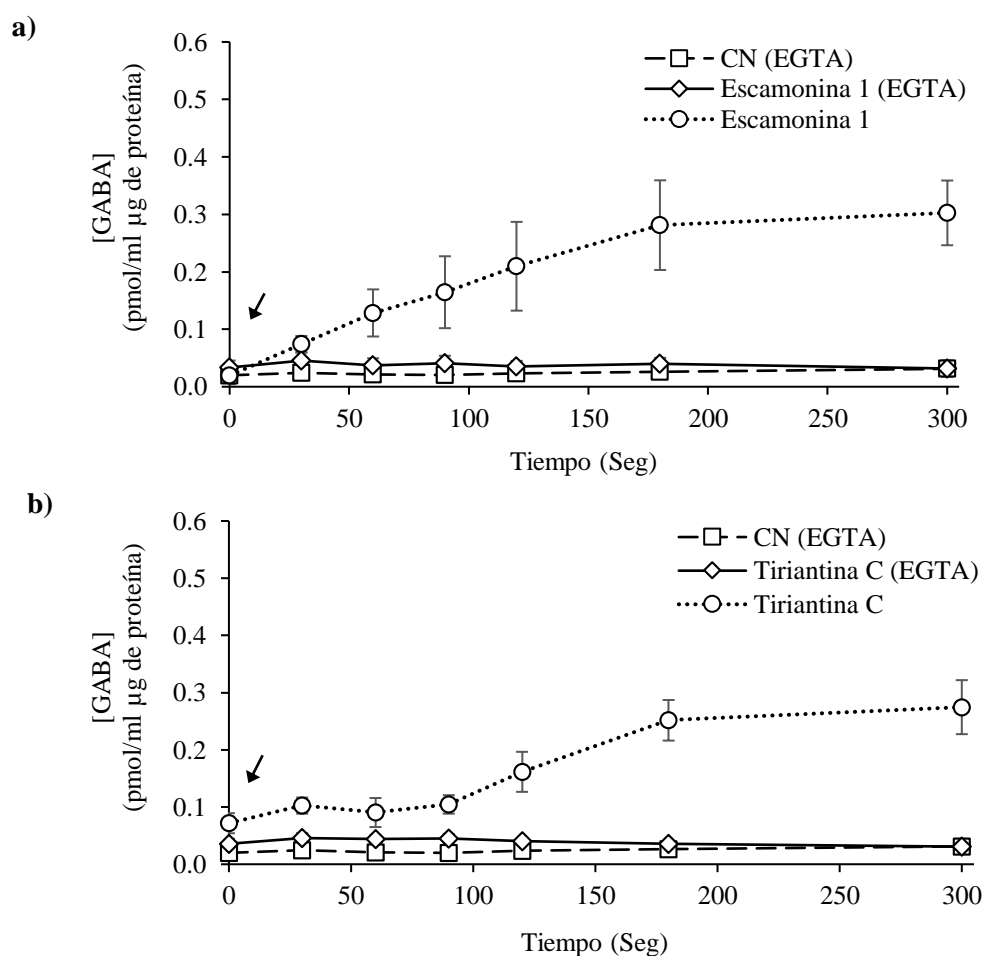 a)
0.6
0.5
0.4
0.3
0.2
0.1
0.0
[GABA]
(pmol/ml µg de proteína)
CN (EGTA)
Escamonina 1 (EGTA)
Escamonina 1
0 50 100 150 200 250 300
Tiempo (Seg)
b)
0.6
0.5
0.4
0.3
0.2
0.1
0.0
[GABA]
(pmol/ml µg de proteína)
CN (EGTA)
Tiriantina C (EGTA)
Tiriantina C
0 50 100 150 200 250 300
Tiempo (Seg)